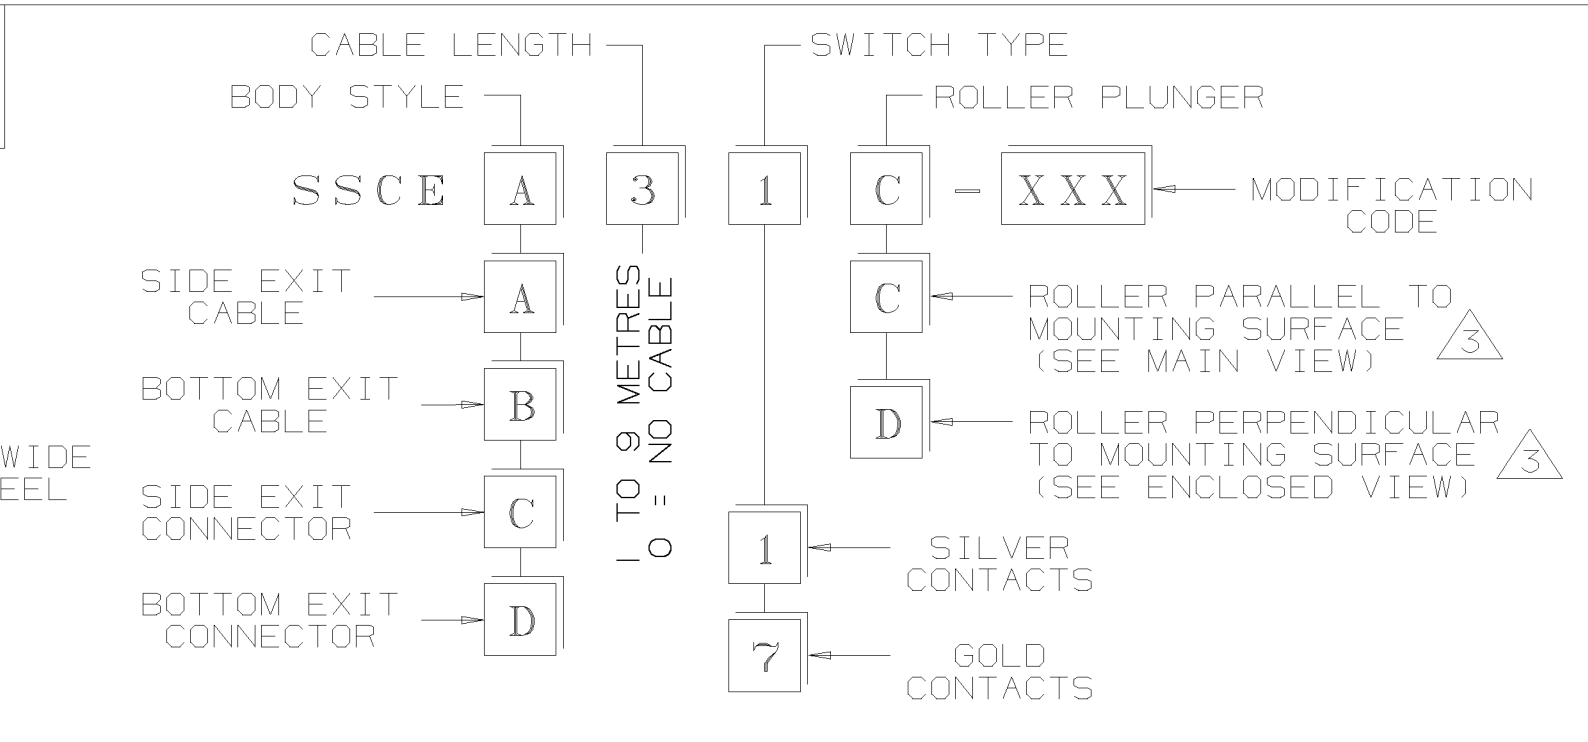 CABLE LENGTH
SWITCH TYPE
BODY STYLE
ROLLER PLUNGER
SSCE A 3 1 C - XXX
MODIFICATION
CODE
SIDE EXIT
CABLE
A
BOTTOM EXIT
CABLE
B
SIDE EXIT
CONNECTOR
C
BOTTOM EXIT
CONNECTOR
D
1 TO 9 METRES
0 = NO CABLE
C
ROLLER PARALLEL TO
MOUNTING SURFACE 3
(SEE MAIN VIEW)
D
ROLLER PERPENDICULAR
TO MOUNTING SURFACE 3
(SEE ENCLOSED VIEW)
1
SILVER
CONTACTS
7
GOLD
CONTACTS
WIDE
EEL